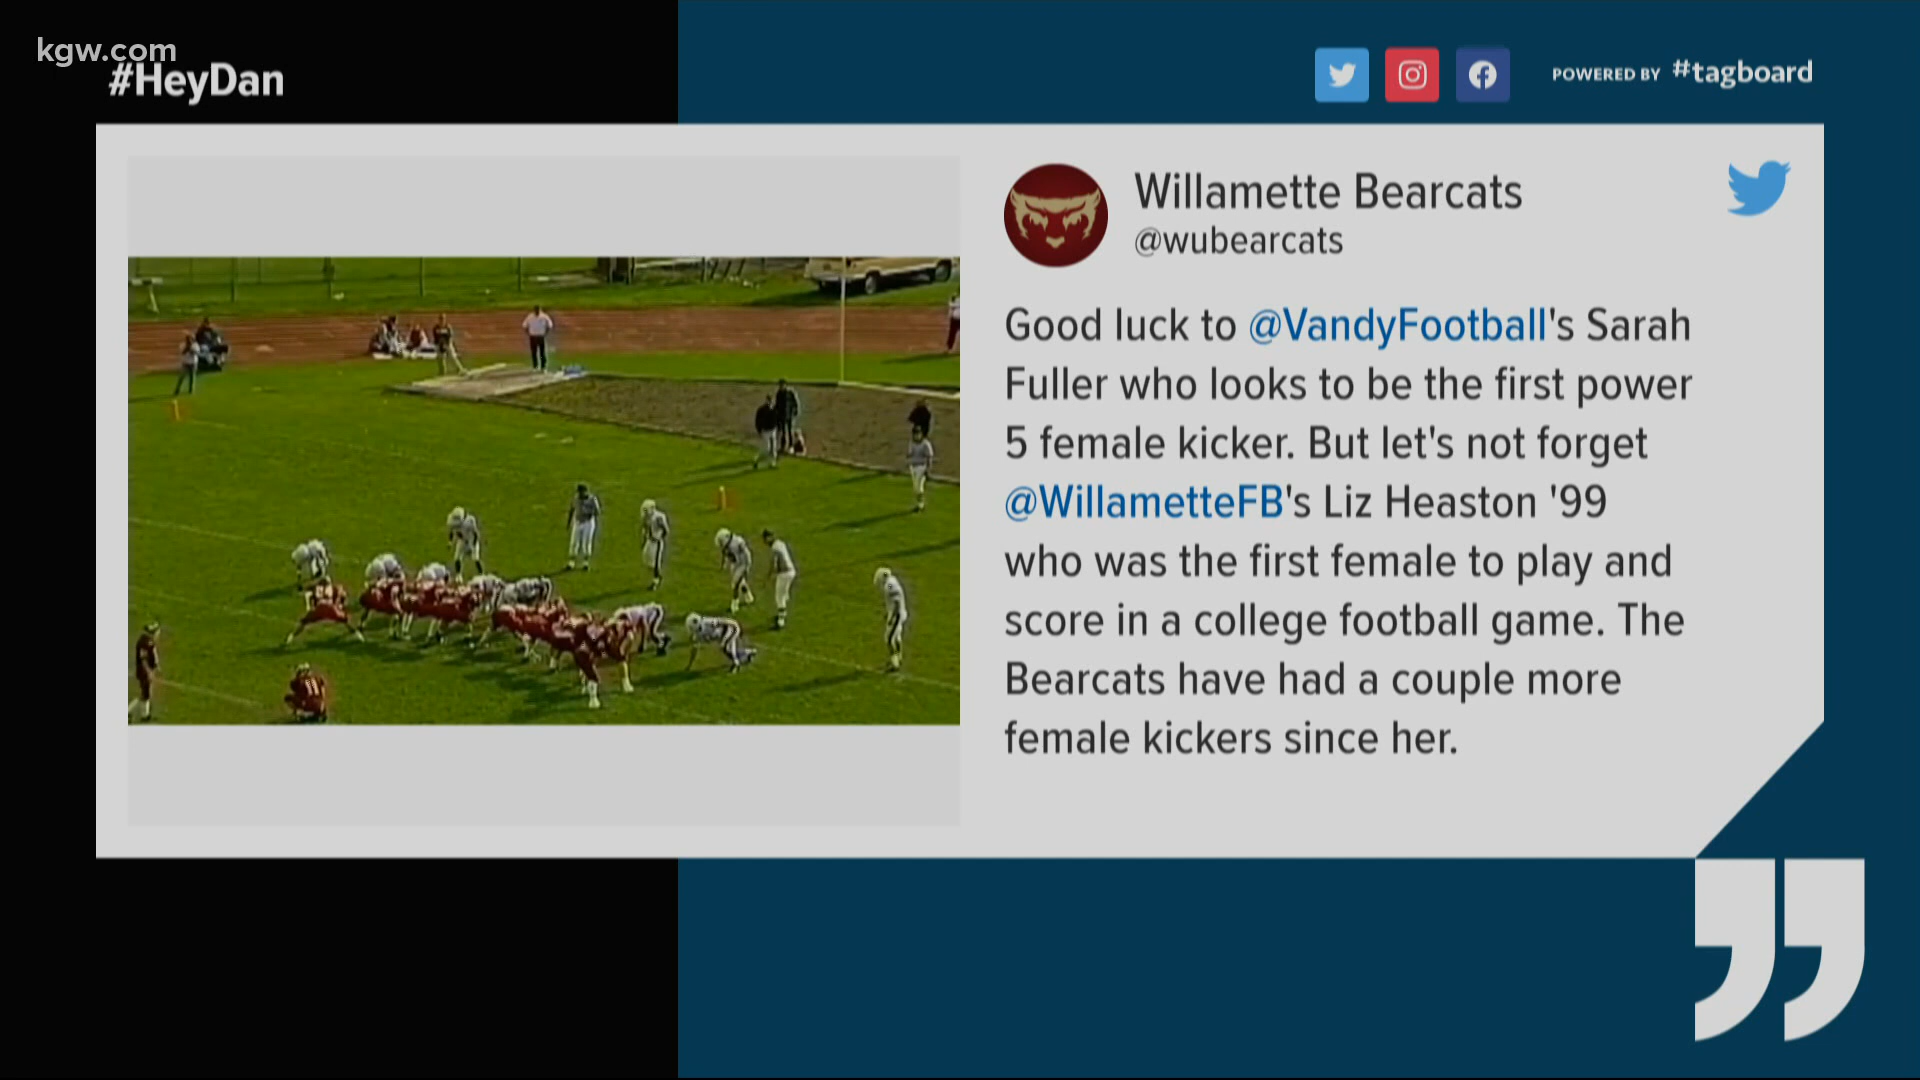 kgw.com
#HeyDan
POWERED BY #tagboard
Willamette Bearcats
@wubearcats
Good luck to @VandyFootball's Sarah
Fuller who looks to be the first power
5 female kicker. But let's not forget
@WillametteFB's Liz Heaston '99
who was the first female to play and
score in a college football game. The
Bearcats have had a couple more
female kickers since her.
11